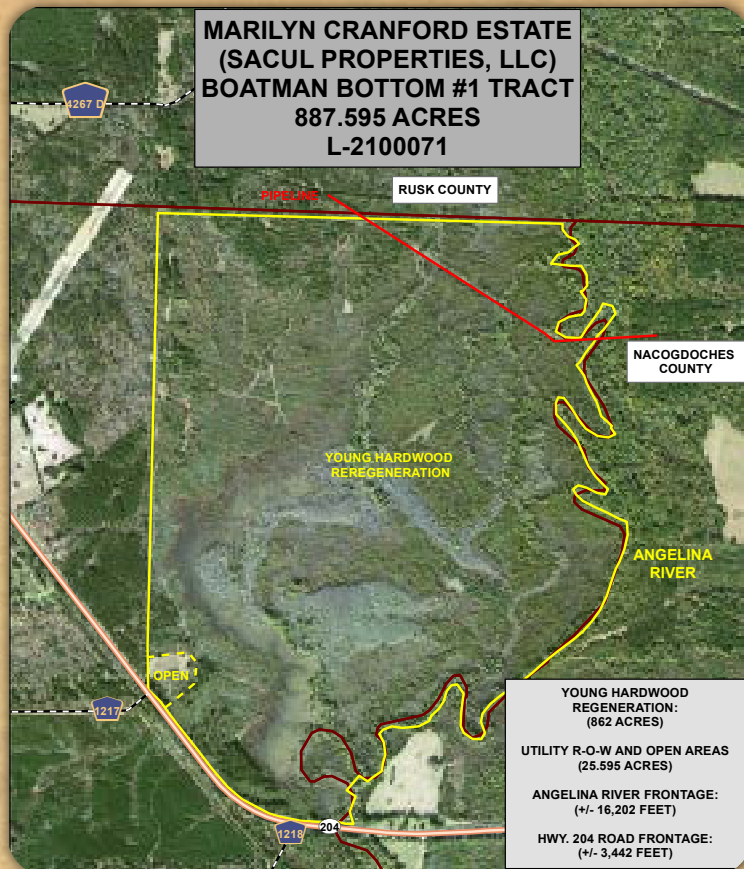 MARILYN CRANFORD ESTATE
(SACUL PROPERTIES, LLC)
BOATMAN BOTTOM #1 TRACT
887.595 ACRES
L-2100071
4267 D
PIPELINE
RUSK COUNTY
NACOGDOCHES
COUNTY
YOUNG HARDWOOD
REREGENERATION
ANGELINA
RIVER
OPEN
1217
1218
204
YOUNG HARDWOOD
REGENERATION:
(862 ACRES)
UTILITY R-O-W AND OPEN AREAS
(25.595 ACRES)
ANGELINA RIVER FRONTAGE:
(+/- 16,202 FEET)
HWY. 204 ROAD FRONTAGE:
(+/- 3,442 FEET)